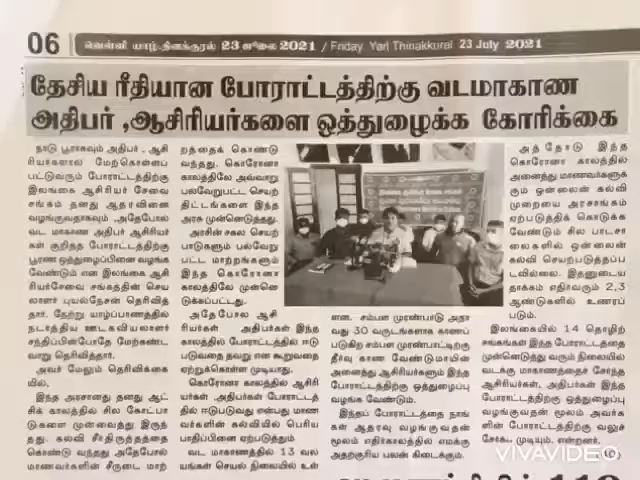 06
வெள்ளி யாழ்.தினக்குரல் 23 ஜூலை 2021 / Friday Yarl Thinakkural 23 July 2021
தேசிய ரீதியான போராட்டத்திற்கு வடமாகாண
அதிபர் ,ஆசிரியர்களை ஒத்துழைக்க கோரிக்கை
நாடு பூராகவும் அதிபர் , ஆசி
ரியர்களால் மேற்கொள்ளப்
பட்டுவரும் போராட்டத்திற்கு
இலங்கை ஆசிரியர் சேவை
சங்கம் தனது ஆதரவினை
வழங்குவதாகவும் ,அதேபோல்
வட மாகாண அதிபர் ஆசிரியர்
கள் குறித்த போராட்டத்திற்கு
பூரண ஒத்துழைப்பினை வழங்க
வேண்டும் என இலங்கை ஆசி
ரியர்சேவை சங்கத்தின் செய
லாளர் புயல்நேசன் தெரிவித்
தார். நேற்று யாழ்ப்பாணத்தில்
நடாத்திய ஊடகவியலாளர்
சந்திப்பின்போதே மேற்கண்ட
வாறு தெரிவித்தார்.
அவர் மேலும் தெரிவிக்கை
யில்,
இந்த அரசானது தனது ஆட்
சிக் காலத்தில் சில கோட்பா
டுகளை முன்வைத்து இருந்
தது. கல்வி சீர்திருத்தத்தை
கொண்டு வந்தது அதேபோல்
மாணவர்களின் சீருடை மாற்
றத்தைக் கொண்டு
வந்தது. கொரோனா
காலத்திலே அவ்வாறு
பல்வேறுபட்ட செயற்
திட்டங்களை இந்த
அரசு முன்னெடுத்தது.
அரசின் சகல செயற்
பாடுகளும் பல்வேறு
பட்ட மாற்றங்களும்
இந்த கொரோனா
காலத்திலே முன்னெ
டுக்கப்பட்டது.
அதேபோல ஆசி
ரியர்கள் அதிபர்கள் இந்த
காலத்தில் போராட்டத்தில் ஈடு
படுவதை தவறு என கூறுவதை
ஏற்றுக்கொள்ள முடியாது.
கொரோனா காலத்தில் ஆசிரி
யர்கள் அதிபர்கள் போராட்டத்
தில் ஈடுபடுவது என்பது மாண
வர்களின் கல்வியில் பெரிய
பாதிப்பினை ஏற்படுத்தும்
வட மாகாணத்தில் 13 வல
யங்கள் செயல் நிலையில் உள்
ளன. சம்பள முரண்பாடு அதா
வது 30 வருடங்களாக காணப்
படுகிற சம்பள முரண்பாட்டிற்கு
தீர்வு காண வேண்டுமாயின்
அனைத்து ஆசிரியர்களும் இந்த
போராட்டத்திற்கு ஒத்துழைப்பு
வழங்க வேண்டும்.
இந்தப் போராட்டத்தை நாங்
கள் ஆதரவு வழங்குவதன்
மூலம் எதிர்காலத்தில் எமக்கு
அதற்குரிய பலன் கிடைக்கும்.
அத்தோடு இந்த
கொரோனா காலத்தில்
அனைத்து மாணவர்களுக்
கும் ஒன்லைன் கல்வி
முறையை அரசாங்கம்
ஏற்படுத்திக் கொடுக்க
வேண்டும் சில பாடசா
லைகளில் ஒன்லைன்
கல்வி செயற்படுத்தப்ப
டவில்லை. இதனுடைய
தாக்கம் எதிர்வரும் 2,3
ஆண்டுகளில் உணரப்
படும்.
இலங்கையில் 14 தொழிற்
சங்கங்கள் இந்த போராட்டத்தை
முன்னெடுத்து வரும் நிலையில்
வடக்கு மாகாணத்தைச் சேர்ந்த
ஆசிரியர்கள், அதிபர்கள் இந்த
போராட்டத்திற்கு ஒத்துழைப்பு
வழங்குவதன் மூலம் அவர்க
ளின் போராட்டத்திற்கு வலுச்
சேர்க்க முடியும். என்றனர்.
VIVAVIDEO